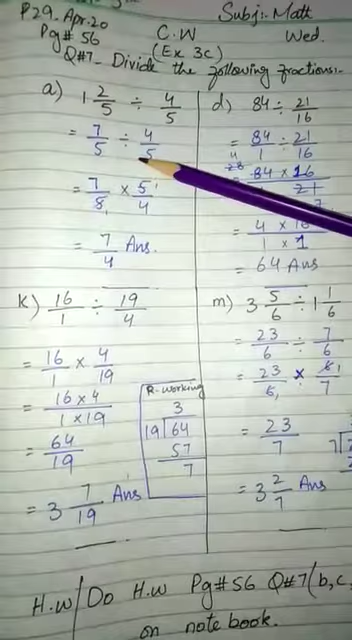 P29-Apr.20
Subj:- Math
Pg# 56
C.W
Wed.
(Ex 3c)
Q#7- Divide the following fractions:-
a) 1 2/5 ÷ 4/5
= 7/5 ÷ 4/5
= 7/5 × 5/4
= 7/4 Ans.
d) 84 ÷ 21/16
= 84/1 ÷ 21/16
84 × 16
21
= 4 × 16
1 × 1
= 64 Ans
k) 16/1 ÷ 19/4
= 16/1 × 4/19
= 16×4 / 1×19
= 64/19
= 3 7/19 Ans
R-working
3
19 64
57
7
m) 3 5/6 ÷ 1 1/6
= 23/6 ÷ 7/6
= 23/6 × 6/7
= 23/7
= 3 2/7 Ans
H.w/Do H.w Pg#56 Q#7(b,c,
on note book.